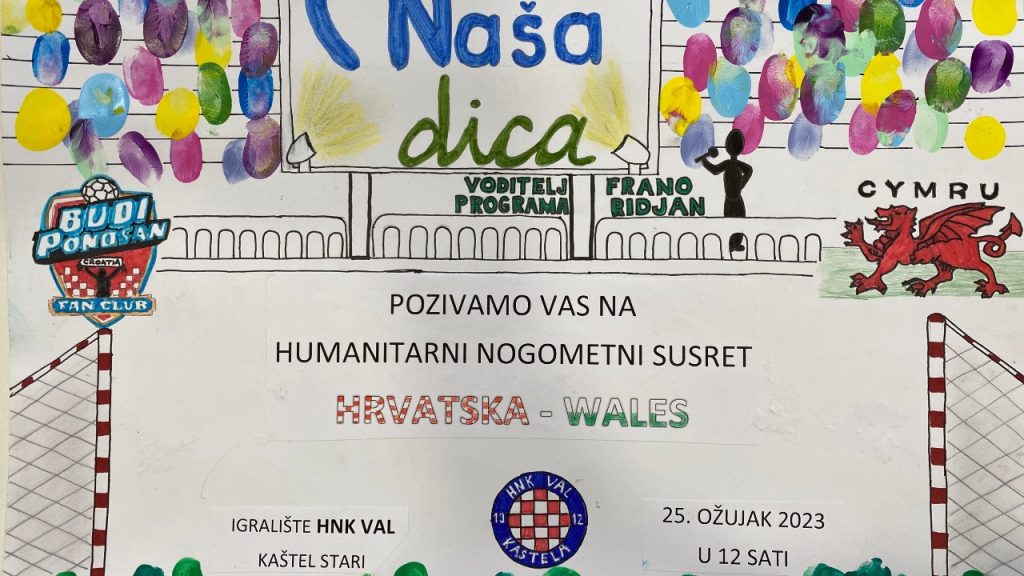 Naša
dica
VODITELJ
PROGRAMA
FRANO
RIDJAN
BUDI
PONOSAN
CROATIA
FAN CLUB
CYMRU
POZIVAMO VAS NA
HUMANITARNI NOGOMETNI SUSRET
HRVATSKA - WALES
HNK VAL
19 12
KAŠTELA
IGRALIŠTE HNK VAL
KAŠTEL STARI
25. OŽUJAK 2023
U 12 SATI